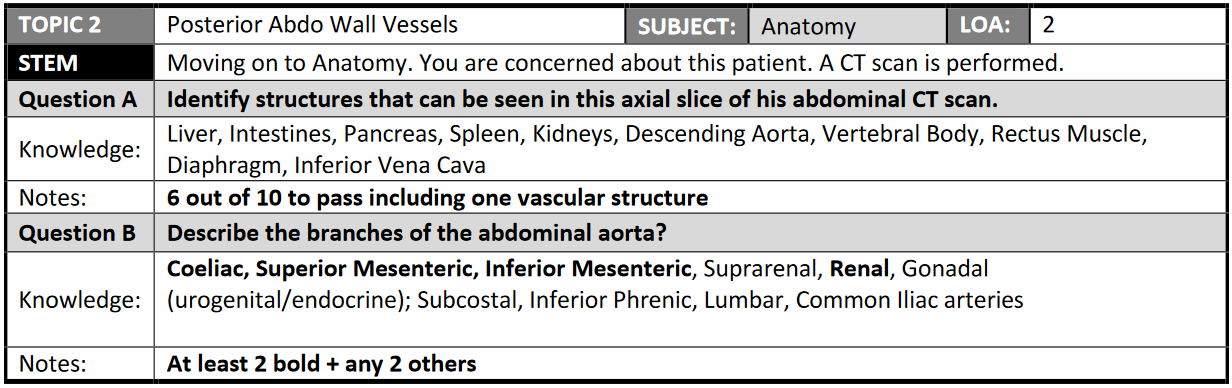 TOPIC 2 Posterior Abdo Wall Vessels SUBJECT: Anatomy LOA: 2
STEM Moving on to Anatomy. You are concerned about this patient. A CT scan is performed.
Question A Identify structures that can be seen in this axial slice of his abdominal CT scan.
Knowledge: Liver, Intestines, Pancreas, Spleen, Kidneys, Descending Aorta, Vertebral Body, Rectus Muscle,
Diaphragm, Inferior Vena Cava
Notes: 6 out of 10 to pass including one vascular structure
Question B Describe the branches of the abdominal aorta?
Knowledge: Coeliac, Superior Mesenteric, Inferior Mesenteric, Suprarenal, Renal, Gonadal
(urogenital/endocrine); Subcostal, Inferior Phrenic, Lumbar, Common Iliac arteries
Notes: At least 2 bold + any 2 others